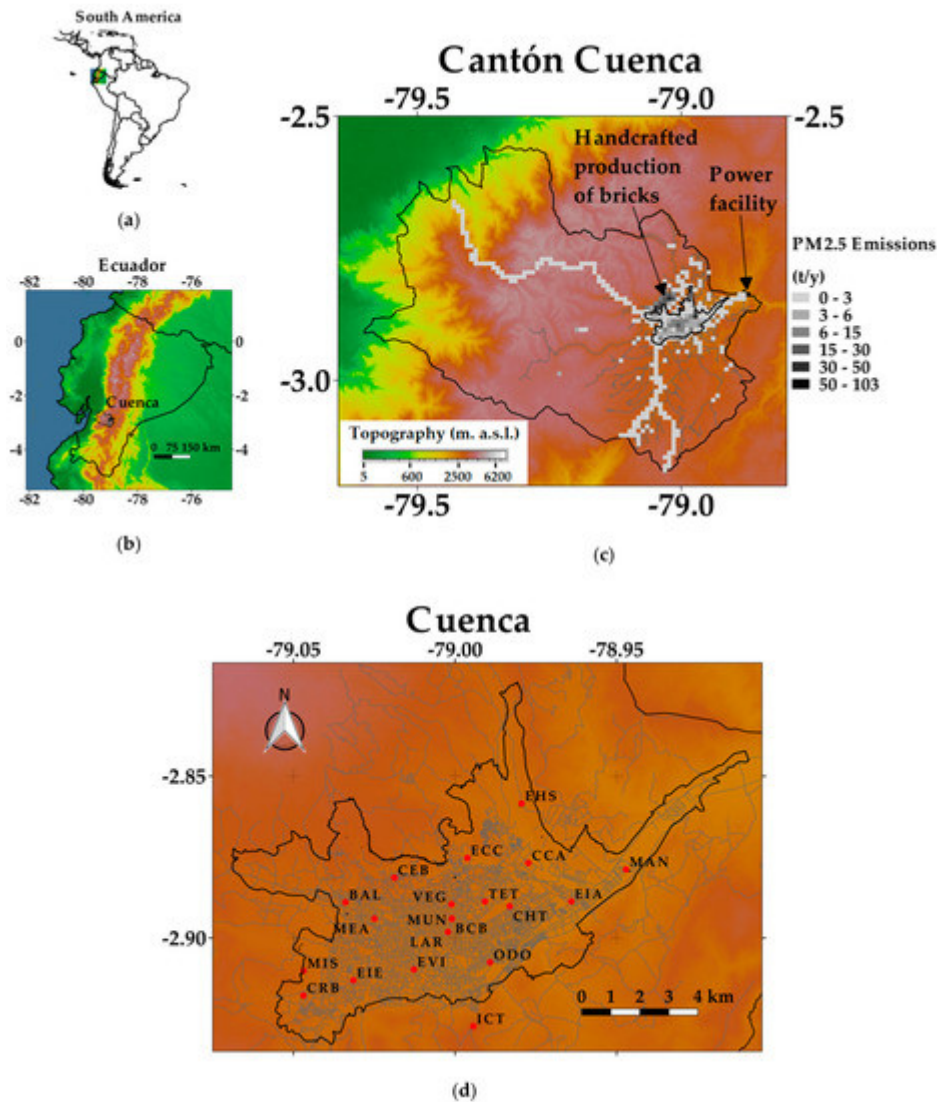 South America
(a)
Ecuador
-82 -80 -78 -76
0 0
-2 -2
Cuenca
0 75 150 km
-4 -4
-82 -80 -78 -76
(b)
Cantón Cuenca
-79.5 -79.0
-2.5 -2.5
Handcrafted
production
of bricks
Power
facility
PM2.5 Emissions
(t/y)
0 - 3
3 - 6
6 - 15
15 - 30
30 - 50
50 - 103
-3.0
Topography (m. a.s.l.)
5 600 2500 6200
-79.5 -79.0
(c)
Cuenca
-79.05 -79.00 -78.95
N
-2.85
EHS
ECC
CCA
MAN
CEB
BAL
VEG
TET
EIA
CHT
MEA
MUN
BCB
LAR
-2.90
MIS
EIE
EVI
ODO
CRB
0 1 2 3 4 km
ICT
(d)